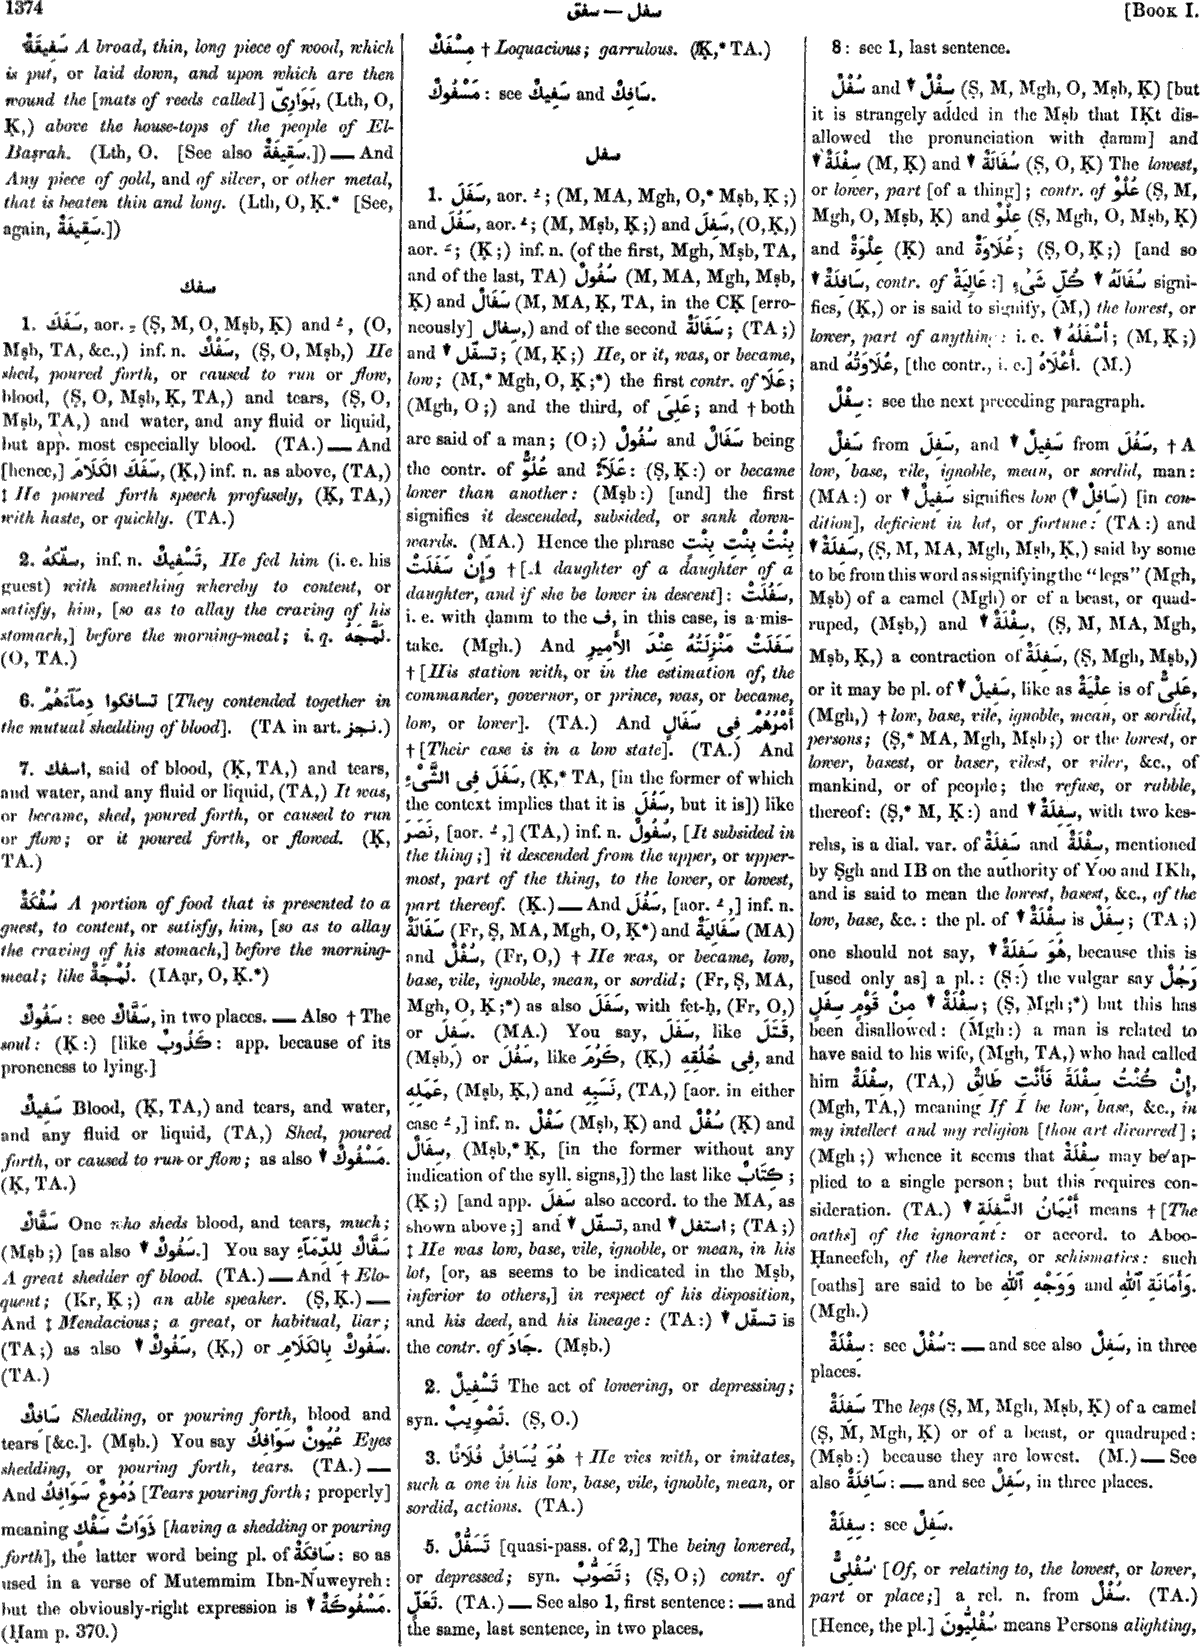 1374
سفل — سفق
[BOOK I.
سَفِيقَةٌ A broad, thin, long piece of wood, which
is put, or laid down, and upon which are then
wound the [mats of reeds called] بَوَارِىّ, (Lth, O,
Ḳ,) above the house-tops of the people of El-
Baṣrah. (Lth, O. [See also سَقِيفَةٌ.]) — And
Any piece of gold, and of silver, or other metal,
that is beaten thin and long. (Lth, O, Ḳ.* [See,
again, سَقِيفَةٌ.])
سفك
1. سَفَكَ, aor. ـِ (Ṣ, M, O, Mṣb, Ḳ) and ـُ, (O,
Mṣb, TA, &c.,) inf. n. سَفْكٌ, (Ṣ, O, Mṣb,) He
shed, poured forth, or caused to run or flow,
blood, (Ṣ, O, Mṣb, Ḳ, TA,) and tears, (Ṣ, O,
Mṣb, TA,) and water, and any fluid or liquid,
but app. most especially blood. (TA.) — And
[hence,] سَفَكَ الكَلَامَ, (Ḳ,) inf. n. as above, (TA,)
‡ He poured forth speech profusely, (Ḳ, TA,)
with haste, or quickly. (TA.)
2. سفّكهُ, inf. n. تَسْفِيكٌ, He fed him (i. e. his
guest) with something whereby to content, or
satisfy, him, [so as to allay the craving of his
stomach,] before the morning-meal; i. q. لَمَّجَهُ.
(O, TA.)
6. تسافكوا دِمَآءَهُمْ [They contended together in
the mutual shedding of blood]. (TA in art. نجز.)
7. انسفك, said of blood, (Ḳ, TA,) and tears,
and water, and any fluid or liquid, (TA,) It was,
or became, shed, poured forth, or caused to run
or flow; or it poured forth, or flowed. (Ḳ,
TA.)
سُفْكَةٌ A portion of food that is presented to a
guest, to content, or satisfy, him, [so as to allay
the craving of his stomach,] before the morning-
meal; like لُمْجَةٌ. (IAạr, O, Ḳ.*)
سَفُوكٌ: see سَفَّاكٌ, in two places. — Also † The
soul: (Ḳ:) [like كَذُوبٌ: app. because of its
proneness to lying.]
سَفِيكٌ Blood, (Ḳ, TA,) and tears, and water,
and any fluid or liquid, (TA,) Shed, poured
forth, or caused to run or flow; as also ▼ مَسْفُوكٌ.
(Ḳ, TA.)
سَفَّاكٌ One who sheds blood, and tears, much;
(Mṣb;) [as also ▼ سَفُوكٌ.] You say سَفَّاكٌ لِلدِّمَآءِ
A great shedder of blood. (TA.) — And † Elo-
quent; (Kr, Ḳ;) an able speaker. (Ṣ, Ḳ.) —
And ‡ Mendacious; a great, or habitual, liar;
(TA;) as also ▼ سَفُوكٌ, (Ḳ,) or سَفُوكٌ بِالكَلَامِ.
(TA.)
سَافِكٌ Shedding, or pouring forth, blood and
tears [&c.]. (Mṣb.) You say عُيُونٌ سَوَافِكُ Eyes
shedding, or pouring forth, tears. (TA.) —
And دُمُوعٌ سَوَافِكُ [Tears pouring forth; properly]
meaning ذَوَاتُ سَفْكٍ [having a shedding or pouring
forth], the latter word being pl. of سَافِكَةٌ: so as
used in a verse of Mutemmim Ibn-Nuweyreh:
but the obviously-right expression is ▼ مَسْفُوكَةٌ.
(Ḥam p. 370.)
مِسْفَكٌ † Loquacious; garrulous. (Ḳ,* TA.)
مَسْفُوكٌ: see سَفِيكٌ and سَافِكٌ.
سفل
1. سَفَلَ, aor. ـُ; (M, MA, Mgh, O,* Mṣb, Ḳ;)
and سَفُلَ, aor. ـُ; (M, Mṣb, Ḳ;) and سَفِلَ, (O, Ḳ,)
aor. ـَ; (Ḳ;) inf. n. (of the first, Mgh, Mṣb, TA,
and of the last, TA) سُفُولٌ (M, MA, Mgh, Mṣb,
Ḳ) and سَفَالٌ (M, MA, Ḳ, TA, in the CḲ [erro-
neously] سِفال,) and of the second سَفَالَةٌ; (TA;)
and ▼ تسفّل; (M, Ḳ;) He, or it, was, or became,
low; (M,* Mgh, O, Ḳ;*) the first contr. of عَلَا;
(Mgh, O;) and the third, of عَلِىَ; and † both
are said of a man; (O;) سُفُولٌ and سَفَالٌ being
the contr. of عُلُوٌّ and عَلَآءٌ: (Ṣ, Ḳ:) or became
lower than another: (Mṣb:) [and] the first
signifies it descended, subsided, or sank down-
wards. (MA.) Hence the phrase بِنْتُ بِنْتِ بِنْتٍ
وَإِنْ سَفَلَتْ † [A daughter of a daughter of a
daughter, and if she be lower in descent]: سَفُلَتْ,
i. e. with ḍamm to the ف, in this case, is a mis-
take. (Mgh.) And سَفَلَتْ مَنْزِلَتُهُ عِنْدَ الأَمِيرِ
† [His station with, or in the estimation of, the
commander, governor, or prince, was, or became,
low, or lower]. (TA.) And أَمْرُهُمْ فِى سَفَالٍ
† [Their case is in a low state]. (TA.) And
سَفَلَ فِى الشَّىْءِ, (Ḳ,* TA, [in the former of which
the context implies that it is سَفُلَ, but it is]) like
نَصَرَ, [aor. ـُ,] (TA,) inf. n. سُفُولٌ, [It subsided in
the thing;] it descended from the upper, or upper-
most, part of the thing, to the lower, or lowest,
part thereof. (Ḳ.) — And سَفُلَ, [aor. ـُ,] inf. n.
سَفَالَةٌ (Fr, Ṣ, MA, Mgh, O, Ḳ*) and سَفَالِيَةٌ (MA)
and سُفْلٌ, (Fr, O,) † He was, or became, low,
base, vile, ignoble, mean, or sordid; (Fr, Ṣ, MA,
Mgh, O, Ḳ;*) as also سَفَلَ, with fet-ḥ, (Fr, O,)
or سَفِلَ. (MA.) You say, سَفَلَ, like قَتَلَ,
(Mṣb,) or سَفُلَ, like كَرُمَ, (Ḳ,) فِى خُلُقِهِ, and
عَمَلِهِ, (Mṣb, Ḳ,) and نَسَبِهِ, (TA,) [aor. in either
case ـُ,] inf. n. سَفْلٌ (Mṣb, Ḳ) and سُفْلٌ (Ḳ) and
سِفَالٌ, (Mṣb,* Ḳ, [in the former without any
indication of the syll. signs,]) the last like كِتَابٌ;
(Ḳ;) [and app. سَفِلَ also accord. to the MA, as
shown above;] and ▼ تسفّل, and ▼ استفل; (TA;)
‡ He was low, base, vile, ignoble, or mean, in his
lot, [or, as seems to be indicated in the Mṣb,
inferior to others,] in respect of his disposition,
and his deed, and his lineage: (TA:) ▼ تسفّل is
the contr. of جَادَ. (Mṣb.)
2. تَسْفِيلٌ The act of lowering, or depressing;
syn. تَصْوِيبٌ. (Ṣ, O.)
3. هُوَ يُسَافِلُ فُلَانًا † He vies with, or imitates,
such a one in his low, base, vile, ignoble, mean, or
sordid, actions. (TA.)
5. تَسَفُّلٌ [quasi-pass. of 2,] The being lowered,
or depressed; syn. تَصَوُّبٌ; (Ṣ, O;) contr. of
تَعَلٍّ. (TA.) — See also 1, first sentence: — and
the same, last sentence, in two places.
8: see 1, last sentence.
سُفْلٌ and ▼ سِفْلٌ (Ṣ, M, Mgh, O, Mṣb, Ḳ) [but
it is strangely added in the Mṣb that IḲt dis-
allowed the pronunciation with ḍamm] and
▼ سِفْلَةٌ (M, Ḳ) and ▼ سُفَالَةٌ (Ṣ, O, Ḳ) The lowest,
or lower, part [of a thing]; contr. of عُلْوٌ (Ṣ, M,
Mgh, O, Mṣb, Ḳ) and عِلْوٌ (Ṣ, Mgh, O, Mṣb, Ḳ)
and عِلْوَةٌ (Ḳ) and عُلَاوَةٌ; (Ṣ, O, Ḳ;) [and so
▼ سَافِلَةٌ, contr. of عَالِيَةٌ:] ▼ سُفَالَةُ كُلِّ شَىْءٍ signi-
fies, (Ḳ,) or is said to signify, (M,) the lowest, or
lower, part of anything: i. e. ▼ أَسْفَلُهُ; (M, Ḳ;)
and عُلَاوَتُهُ, [the contr., i. e.] أَعْلَاهُ. (M.)
سِفْلٌ: see the next preceding paragraph.
سَفِلٌ from سَفِلَ, and ▼ سَفِيلٌ from سَفُلَ, † A
low, base, vile, ignoble, mean, or sordid, man:
(MA:) or ▼ سَفِيلٌ signifies low (▼ سَافِلٌ) [in con-
dition], deficient in lot, or fortune: (TA:) and
▼ سَفِلَةٌ, (Ṣ, M, MA, Mgh, Mṣb, Ḳ,) said by some
to be from this word as signifying the “legs” (Mgh,
Mṣb) of a camel (Mgh) or of a beast, or quad-
ruped, (Mṣb,) and ▼ سِفْلَةٌ, (Ṣ, M, MA, Mgh,
Mṣb, Ḳ,) a contraction of سَفِلَةٌ, (Ṣ, Mgh, Mṣb,)
or it may be pl. of ▼ سَفِيلٌ, like as عِلْيَةٌ is of عَلِىٌّ,
(Mgh,) † low, base, vile, ignoble, mean, or sordid,
persons; (Ṣ,* MA, Mgh, Mṣb;) or the lowest, or
lower, basest, or baser, vilest, or viler, &c., of
mankind, or of people; the refuse, or rabble,
thereof: (Ṣ,* M, Ḳ:) and ▼ سِفِلَةٌ, with two kes-
rehs, is a dial. var. of سَفِلَةٌ and سِفْلَةٌ, mentioned
by Ṣgh and IB on the authority of Yoo and IKh,
and is said to mean the lowest, basest, &c., of the
low, base, &c.: the pl. of ▼ سِفْلَةٌ is سِفَلٌ; (TA;)
one should not say, ▼ هُوَ سَفِلَةٌ, because this is
[used only as] a pl.: (Ṣ:) the vulgar say رَجُلٌ
▼ سِفْلَةٌ مِنْ قَوْمٍ سِفَلٍ; (Ṣ, Mgh;*) but this has
been disallowed: (Mgh:) a man is related to
have said to his wife, (Mgh, TA,) who had called
him سِفْلَةٌ, (TA,) إِنْ كُنْتُ سِفْلَةً فَأَنْتِ طَالِقٌ
(Mgh, TA,) meaning If I be low, base, &c., in
my intellect and my religion [thou art divorced];
(Mgh;) whence it seems that سِفْلَةٌ may be ap-
plied to a single person; but this requires con-
sideration. (TA.) ▼ أَيْمَانُ السَّفِلَةِ means † [The
oaths] of the ignorant: or accord. to Aboo-
Ḥaneefeh, of the heretics, or schismatics: such
[oaths] are said to be وَوَجْهِ ٱللّٰهِ and وَأَمَانَةِ ٱللّٰهِ.
(Mgh.)
سِفْلَةٌ: see سُفْلٌ: — and see also سَفِلٌ, in three
places.
سَفِلَةٌ The legs (Ṣ, M, Mgh, Mṣb, Ḳ) of a camel
(Ṣ, M, Mgh, Ḳ) or of a beast, or quadruped:
(Mṣb:) because they are lowest. (M.) — See
also سَافِلَةٌ: — and see سَفِلٌ, in three places.
سِفِلَةٌ: see سَفِلٌ.
سُفْلِىٌّ [Of, or relating to, the lowest, or lower,
part or place;] a rel. n. from سُفْلٌ. (TA.)
[Hence, the pl.] سُفْلِيُّونَ means Persons alighting,